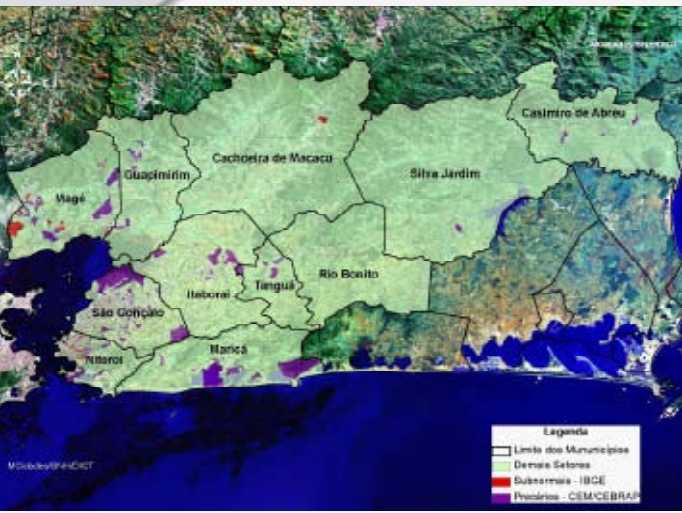 Casimiro de Abreu
Cachoeira de Macacu
Guapimirim
Silva Jardim
Magé
Rio Bonito
Tanguá
Itaboraí
São Gonçalo
Maricá
Niterói
Legenda
Limite dos Mununicípios
Demais Setores
Subnormais - IBGE
Precários - CEM/CEBRAP